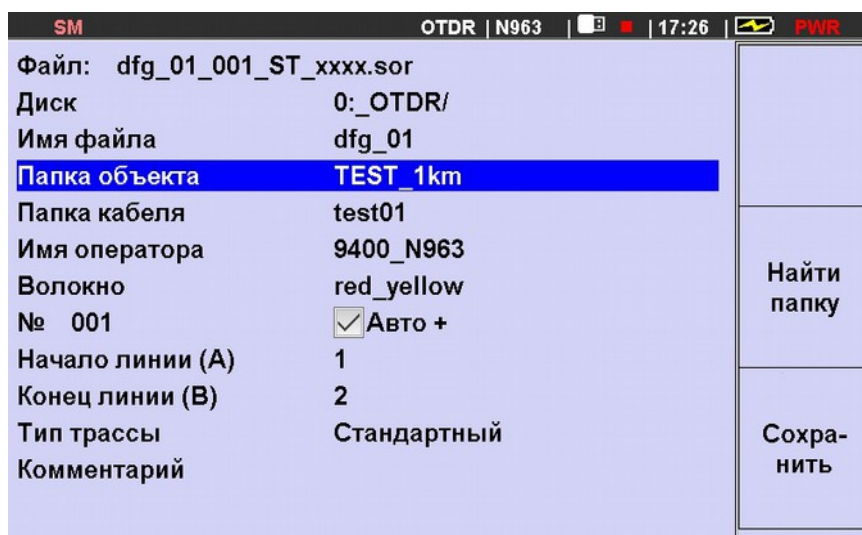 SM OTDR | N963 | | 17:26 | PWR
Файл: dfg_01_001_ST_xxxx.sor
Диск 0:_OTDR/
Имя файла dfg_01
Папка объекта TEST_1km
Папка кабеля test01
Имя оператора 9400_N963
Волокно red_yellow
№ 001 Авто +
Начало линии (А) 1
Конец линии (В) 2
Тип трассы Стандартный
Комментарий
Найти
папку
Сохра-
нить